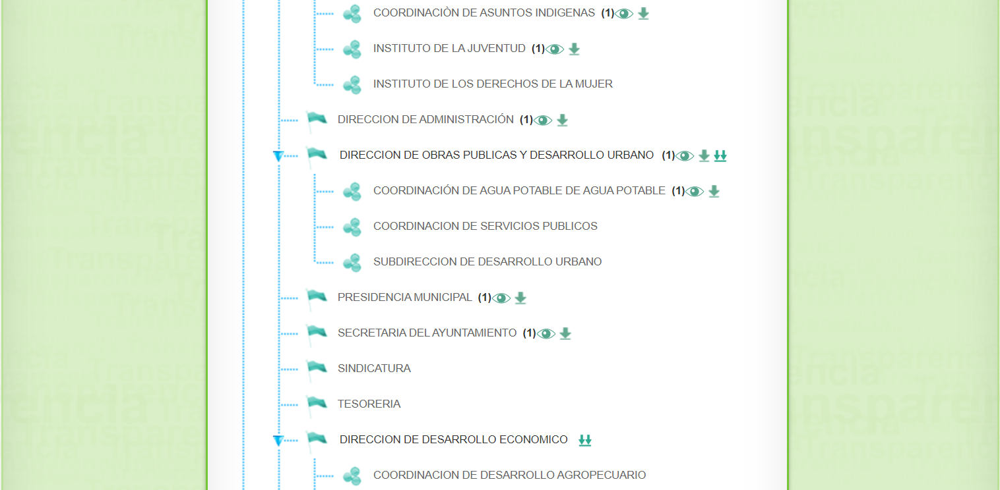 COORDINACIÒN DE ASUNTOS INDIGENAS (1)
INSTITUTO DE LA JUVENTUD (1)
INSTITUTO DE LOS DERECHOS DE LA MUJER
DIRECCION DE ADMINISTRACIÓN (1)
DIRECCION DE OBRAS PUBLICAS Y DESARROLLO URBANO (1)
COORDINACIÓN DE AGUA POTABLE DE AGUA POTABLE (1)
COORDINACION DE SERVICIOS PUBLICOS
SUBDIRECCION DE DESARROLLO URBANO
PRESIDENCIA MUNICIPAL (1)
SECRETARIA DEL AYUNTAMIENTO (1)
SINDICATURA
TESORERIA
DIRECCION DE DESARROLLO ECONOMICO
COORDINACION DE DESARROLLO AGROPECUARIO